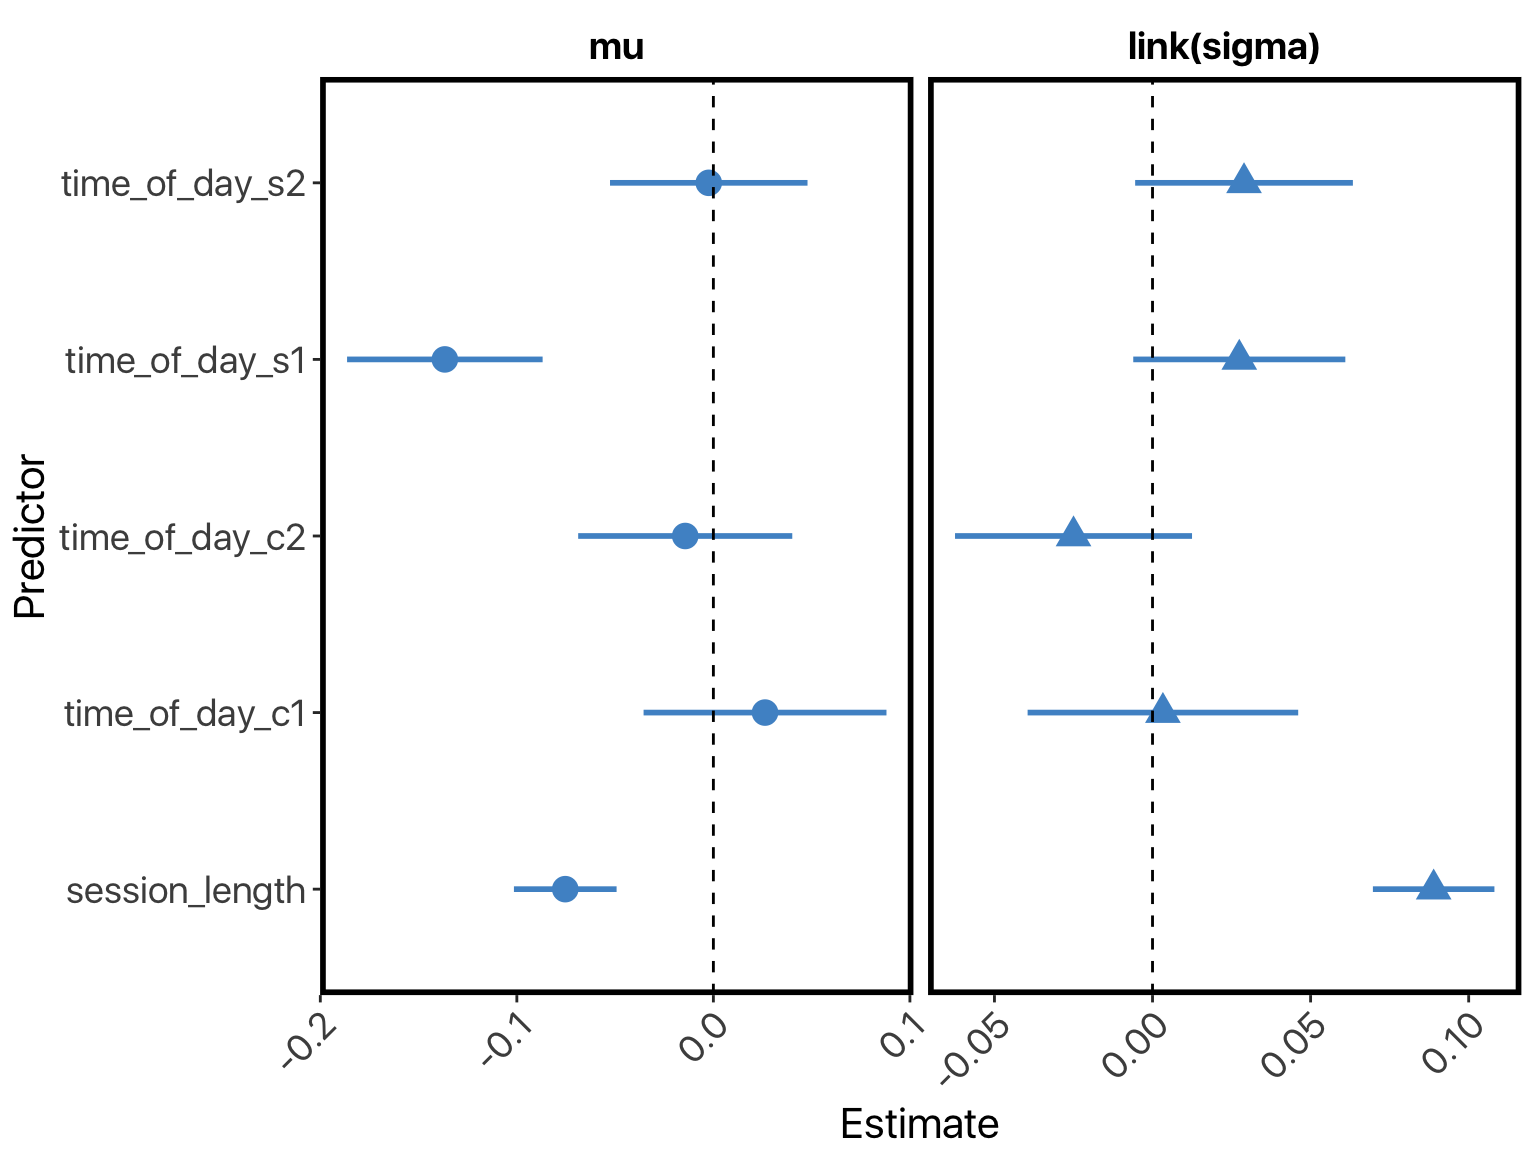 mu
link(sigma)
time_of_day_s2
time_of_day_s1
time_of_day_c2
time_of_day_c1
session_length
Predictor
-0.2
-0.1
0.0
0.1
-0.05
0.00
0.05
0.10
Estimate